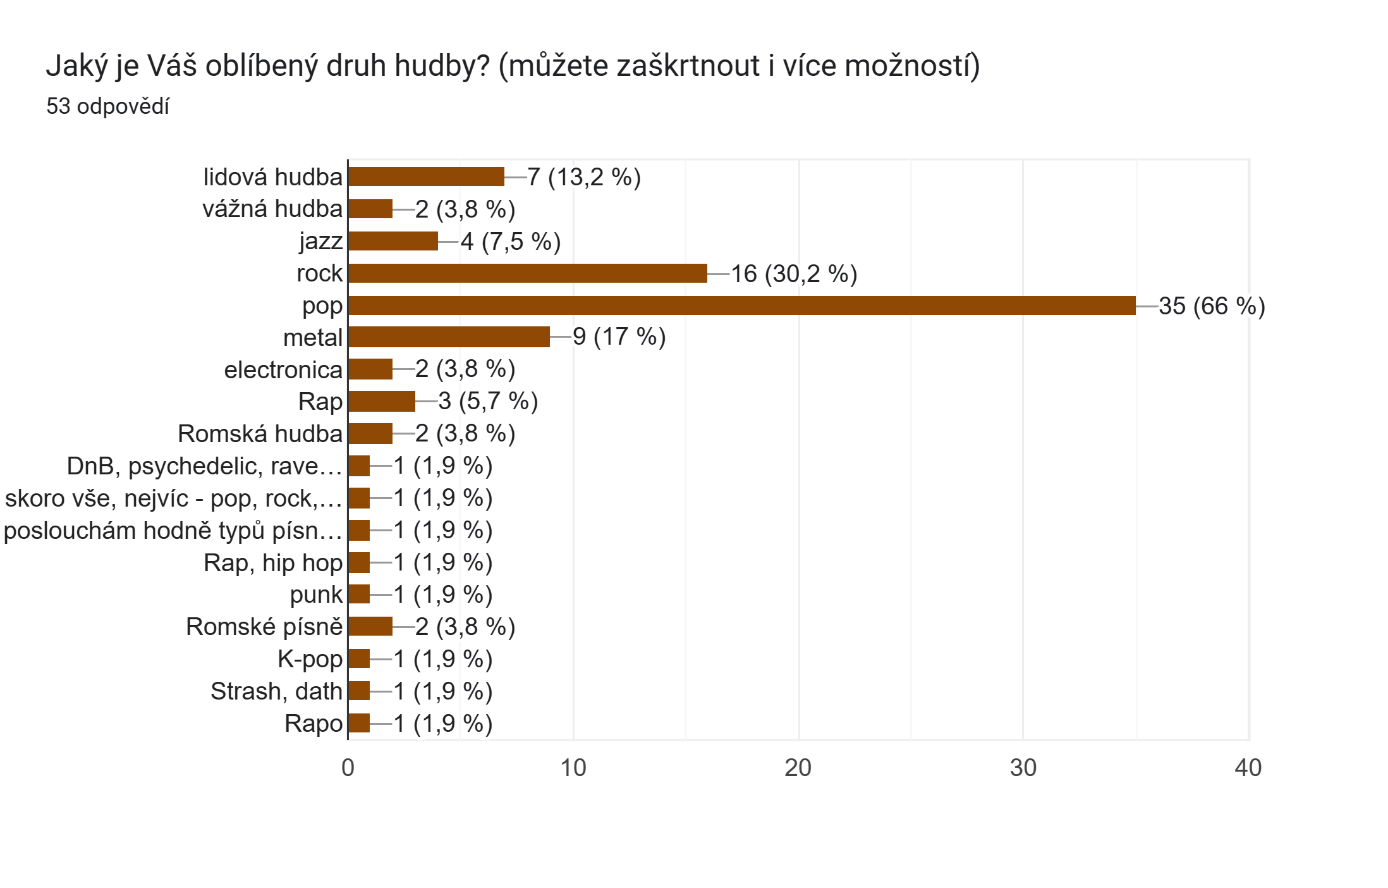 Jaký je Váš oblíbený druh hudby? (můžete zaškrtnout i více možností)
53 odpovědí
lidová hudba 7 (13,2 %)
vážná hudba 2 (3,8 %)
jazz 4 (7,5 %)
rock 16 (30,2 %)
pop 35 (66 %)
metal 9 (17 %)
electronica 2 (3,8 %)
Rap 3 (5,7 %)
Romská hudba 2 (3,8 %)
DnB, psychedelic, rave… 1 (1,9 %)
skoro vše, nejvíc - pop, rock,… 1 (1,9 %)
poslouchám hodně typů písn… 1 (1,9 %)
Rap, hip hop 1 (1,9 %)
punk 1 (1,9 %)
Romské písně 2 (3,8 %)
K-pop 1 (1,9 %)
Strash, dath 1 (1,9 %)
Rapo 1 (1,9 %)
0 10 20 30 40